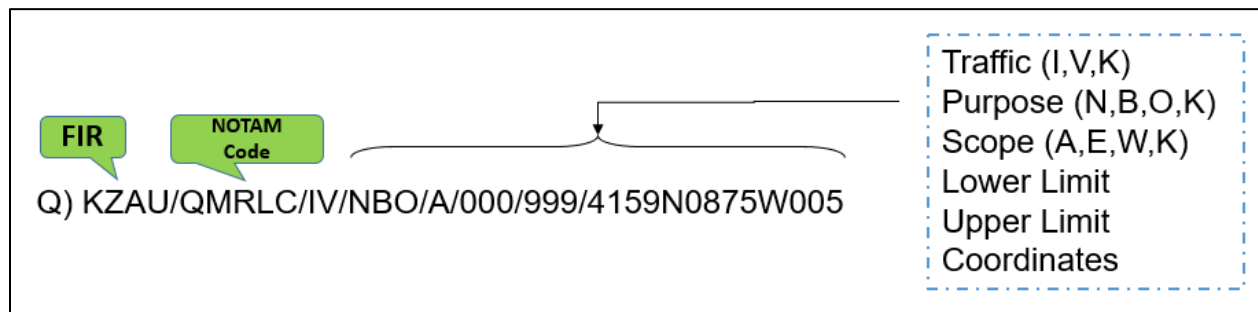 FIR
NOTAM
Code
Q) KZAU/QMRLC/IV/NBO/A/000/999/4159N0875W005
Traffic (I,V,K)
Purpose (N,B,O,K)
Scope (A,E,W,K)
Lower Limit
Upper Limit
Coordinates